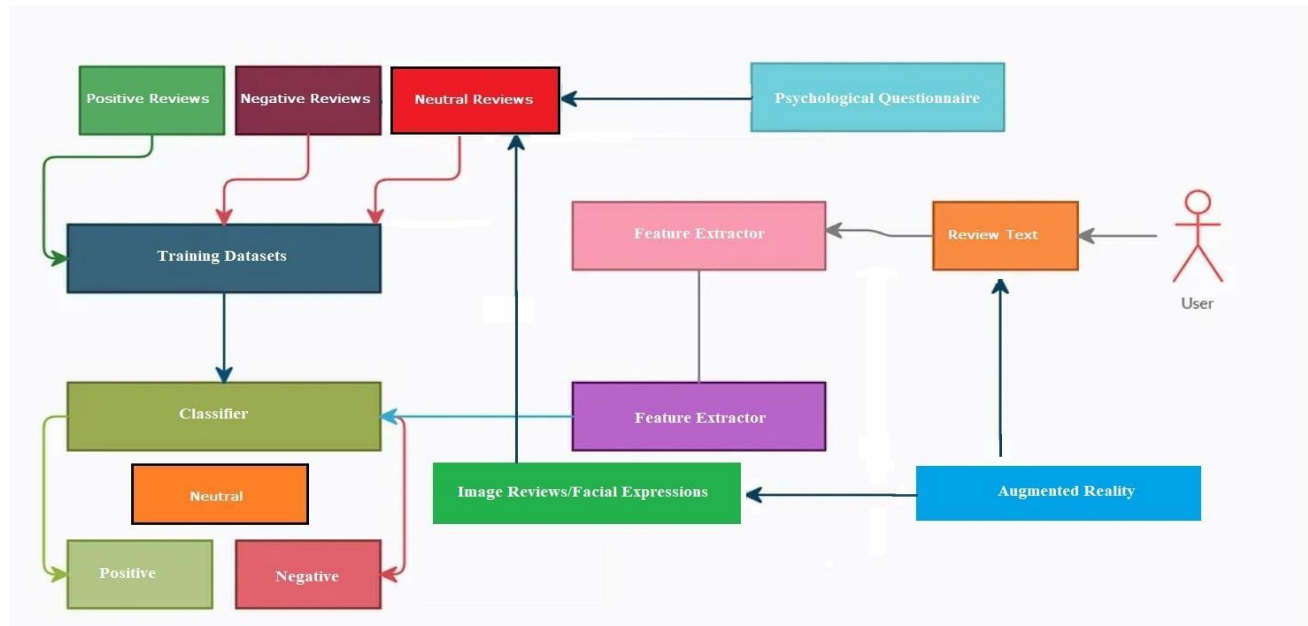 Positive Reviews
Negative Reviews
Neutral Reviews
Psychological Questionnaire
Training Datasets
Feature Extractor
Review Text
User
Classifier
Feature Extractor
Neutral
Image Reviews/Facial Expressions
Augmented Reality
Positive
Negative